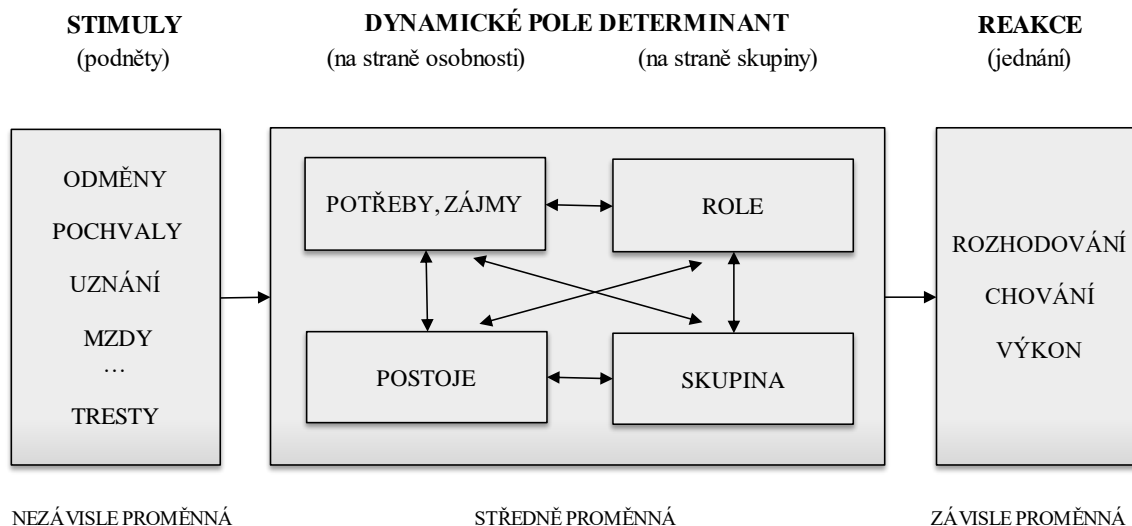 STIMULY
(podněty)
DYNAMICKÉ POLE DETERMINANT
(na straně osobnosti)
(na straně skupiny)
REAKCE
(jednání)
ODMĚNY
POCHVALY
UZNÁNÍ
MZDY
…
TRESTY
POTŘEBY, ZÁJMY
ROLE
POSTOJE
SKUPINA
ROZHODOVÁNÍ
CHOVÁNÍ
VÝKON
NEZÁVISLE PROMĚNNÁ
STŘEDNĚ PROMĚNNÁ
ZÁVISLE PROMĚNNÁ